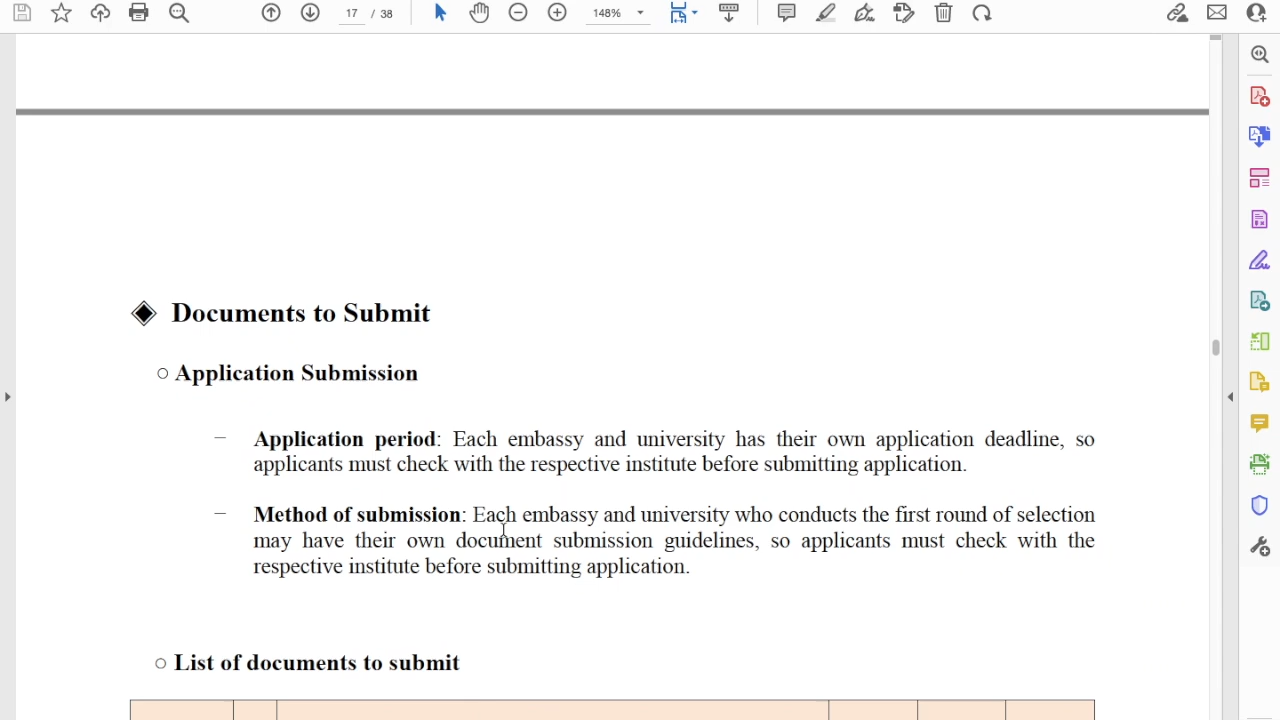 17 / 38
148%
Documents to Submit
Application Submission
– Application period: Each embassy and university has their own application deadline, so
applicants must check with the respective institute before submitting application.
– Method of submission: Each embassy and university who conducts the first round of selection
may have their own document submission guidelines, so applicants must check with the
respective institute before submitting application.
List of documents to submit